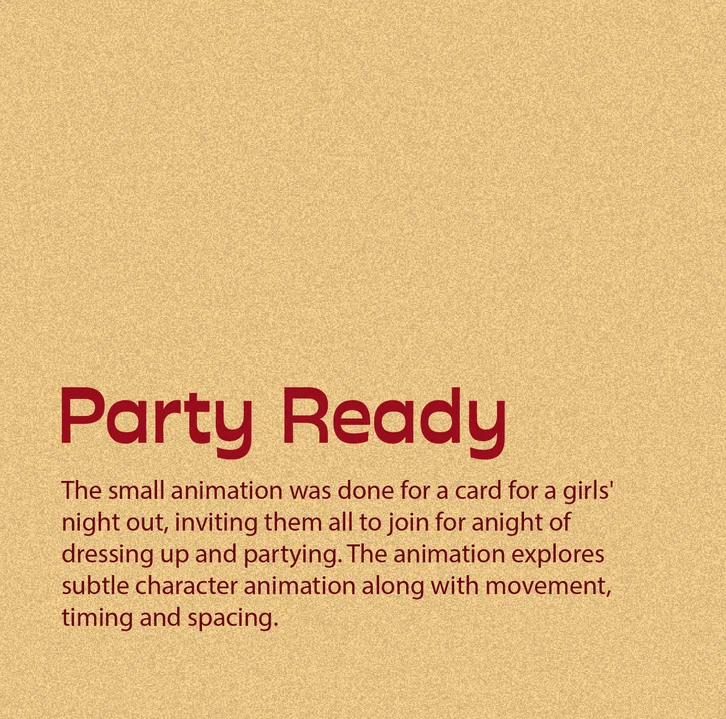 Party Ready
The small animation was done for a card for a girls'
night out, inviting them all to join for anight of
dressing up and partying. The animation explores
subtle character animation along with movement,
timing and spacing.